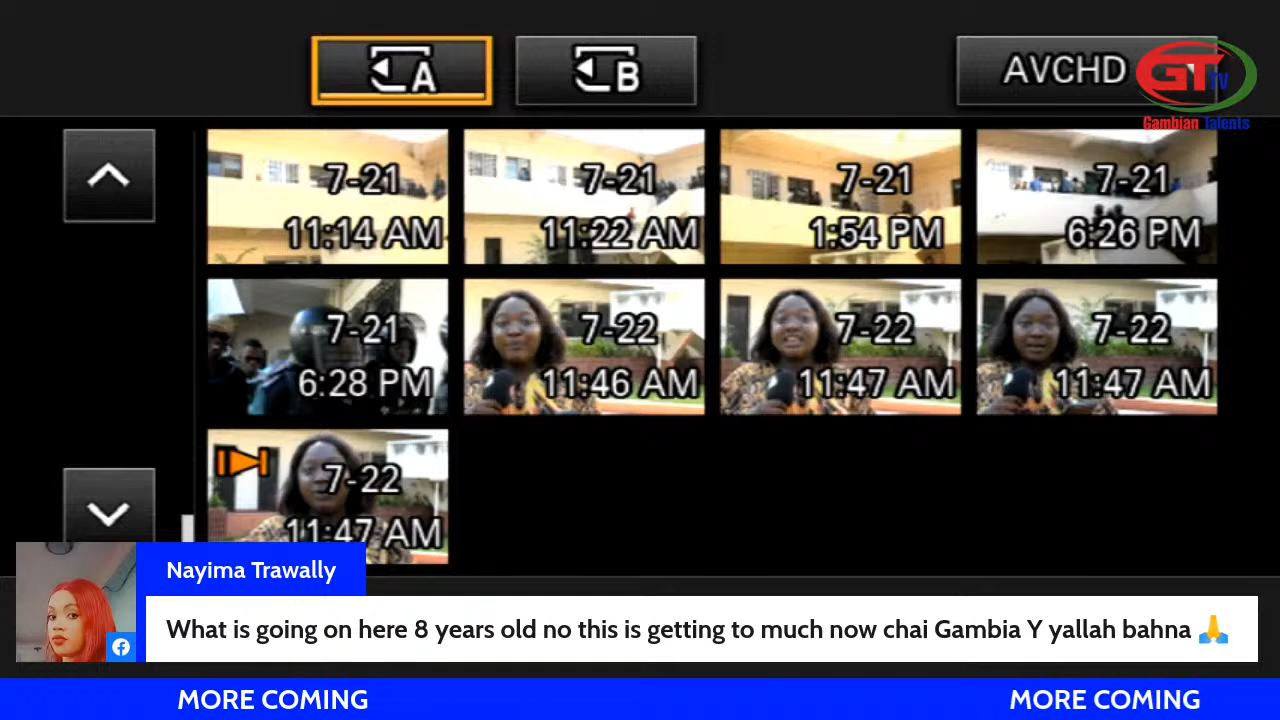 A
B
AVCHD
GT TV
Gambian Talents
7-21
11:14 AM
7-21
11:22 AM
7-21
1:54 PM
7-21
6:26 PM
7-21
6:28 PM
7-22
11:46 AM
7-22
11:47 AM
7-22
11:47 AM
7-22
11:47 AM
Nayima Trawally
What is going on here 8 years old no this is getting to much now chai Gambia Y yallah bahna 🙏
MORE COMING MORE COMING